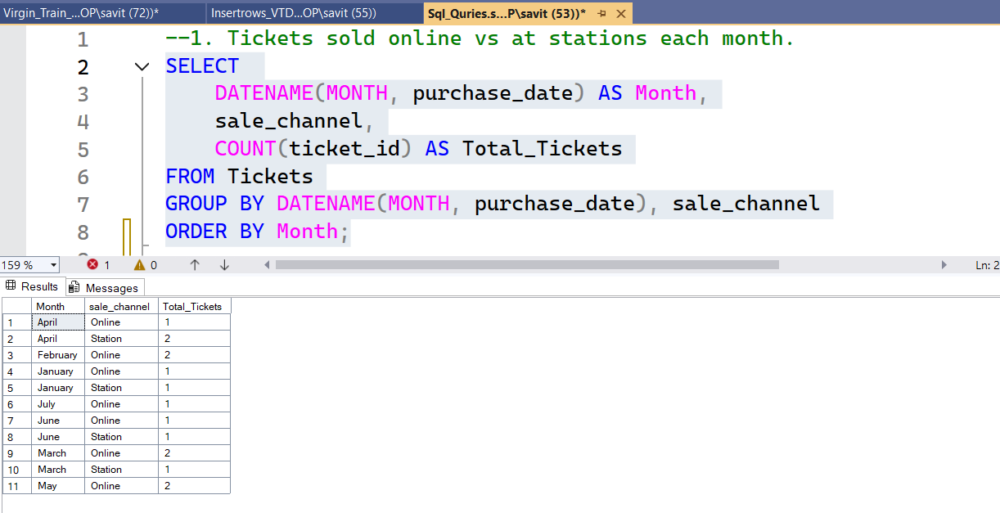 Virgin_Train_...OP\savit (72))* Insertrows_VTD...OP\savit (55)) Sql_Quries.s...P\savit (53))*
1 --1. Tickets sold online vs at stations each month.
2 SELECT
3 DATENAME(MONTH, purchase_date) AS Month,
4 sale_channel,
5 COUNT(ticket_id) AS Total_Tickets
6 FROM Tickets
7 GROUP BY DATENAME(MONTH, purchase_date), sale_channel
8 ORDER BY Month;
159 % 1 0 Ln: 2
Results Messages
Month sale_channel Total_Tickets
1 April Online 1
2 April Station 2
3 February Online 2
4 January Online 1
5 January Station 1
6 July Online 1
7 June Online 1
8 June Station 1
9 March Online 2
10 March Station 1
11 May Online 2